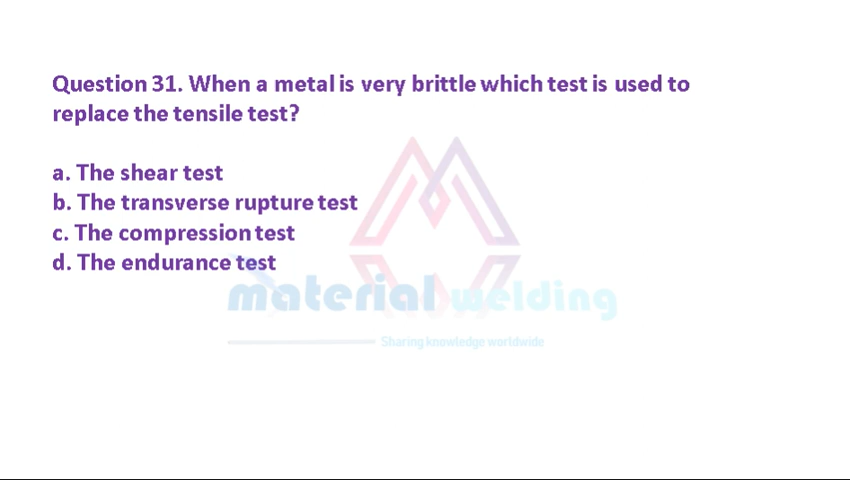 Question 31. When a metal is very brittle which test is used to
replace the tensile test?
a. The shear test
b. The transverse rupture test
c. The compression test
d. The endurance test
material welding
Sharing knowledge worldwide